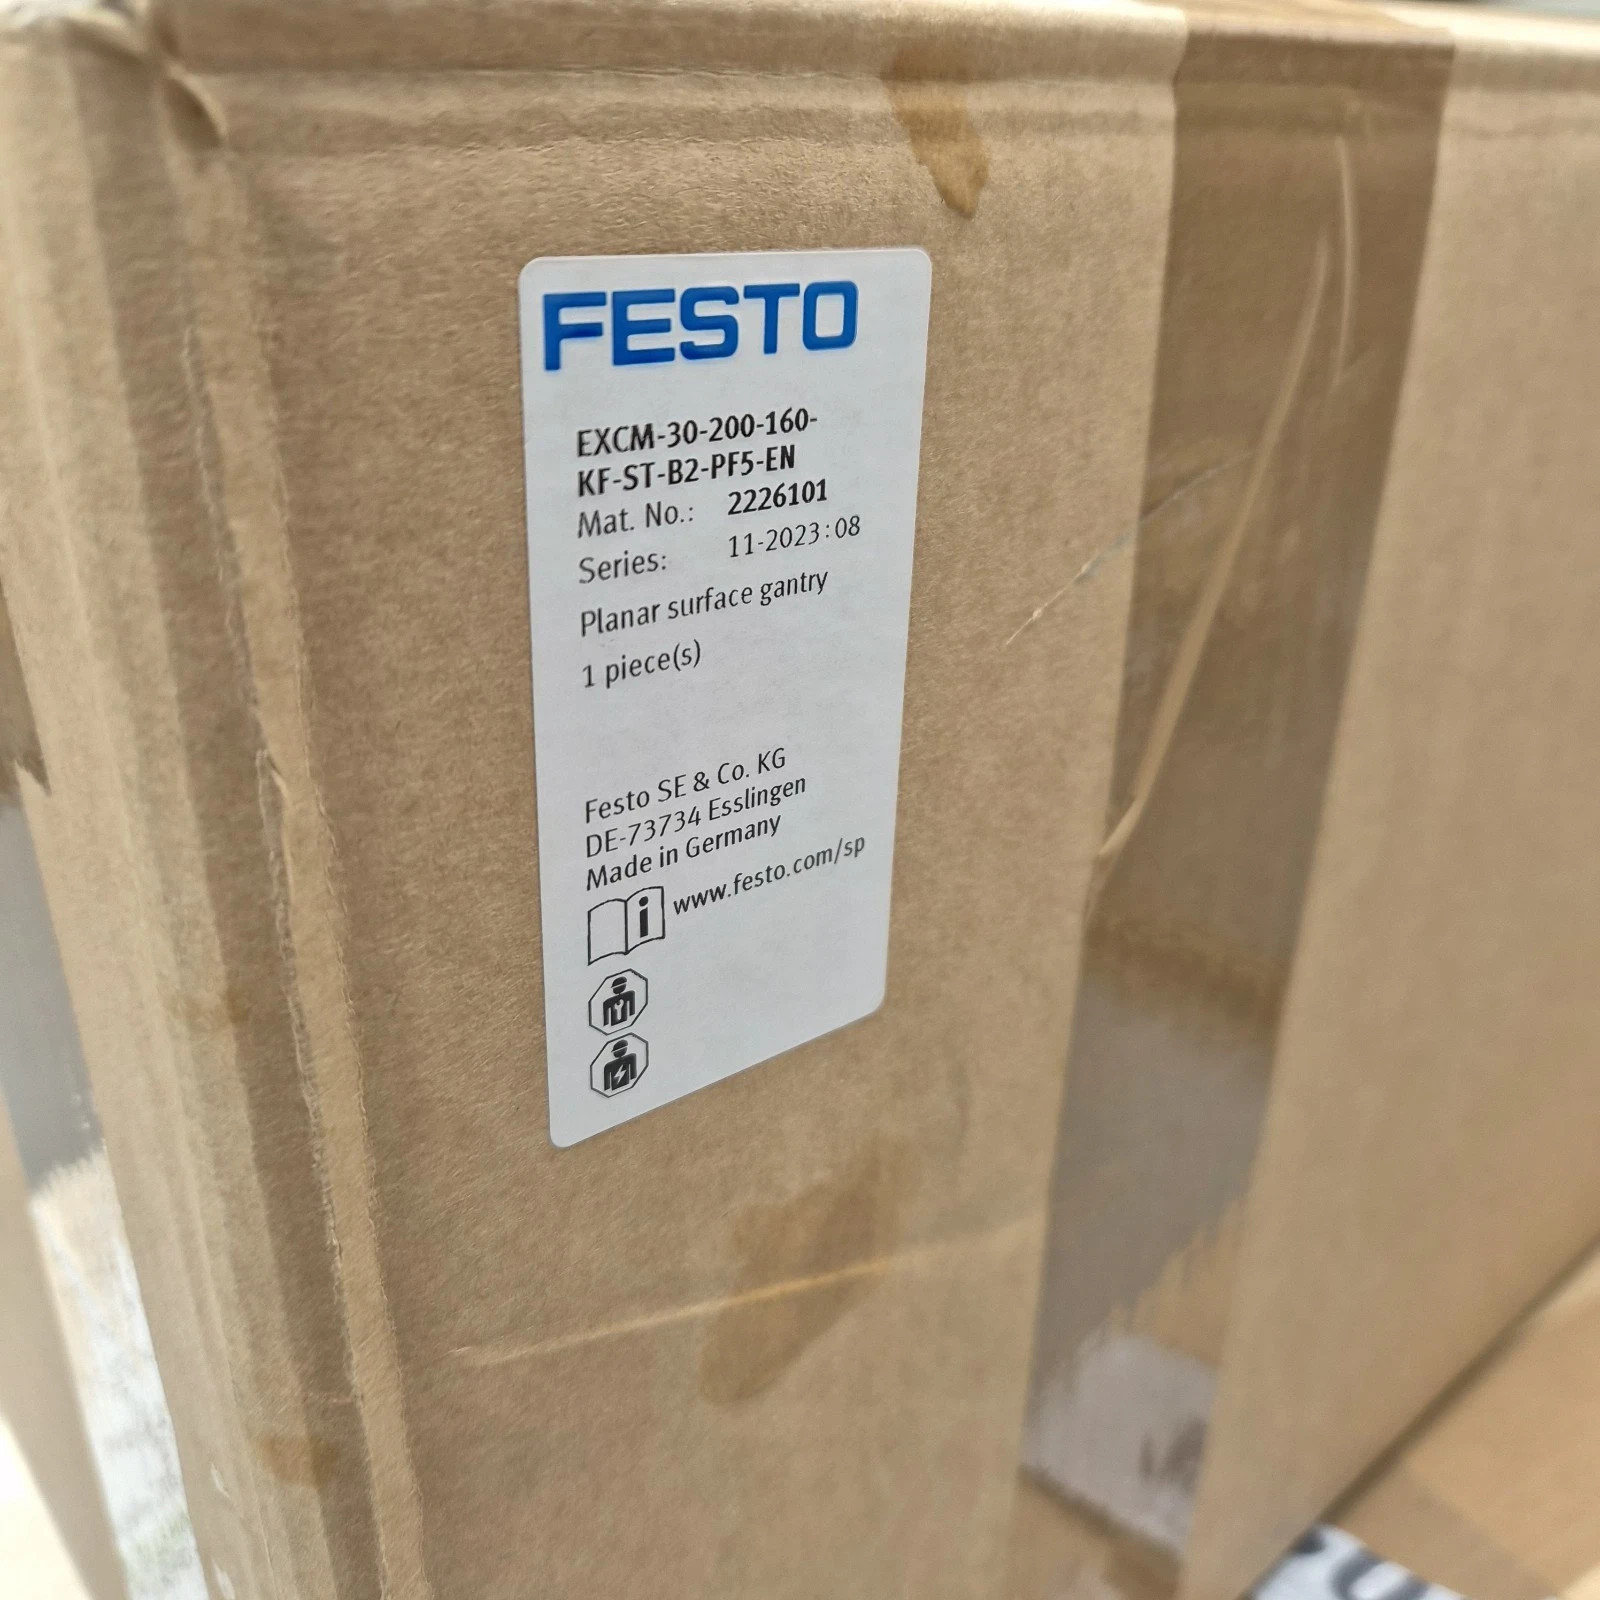 FESTO
EXCM-30-200-160-
KF-ST-B2-PF5-EN
Mat. No.: 2226101
Series: 11-2023:08
Planar surface gantry
1 piece(s)
Festo SE & Co. KG
DE-73734 Esslingen
Made in Germany
i www.festo.com/sp